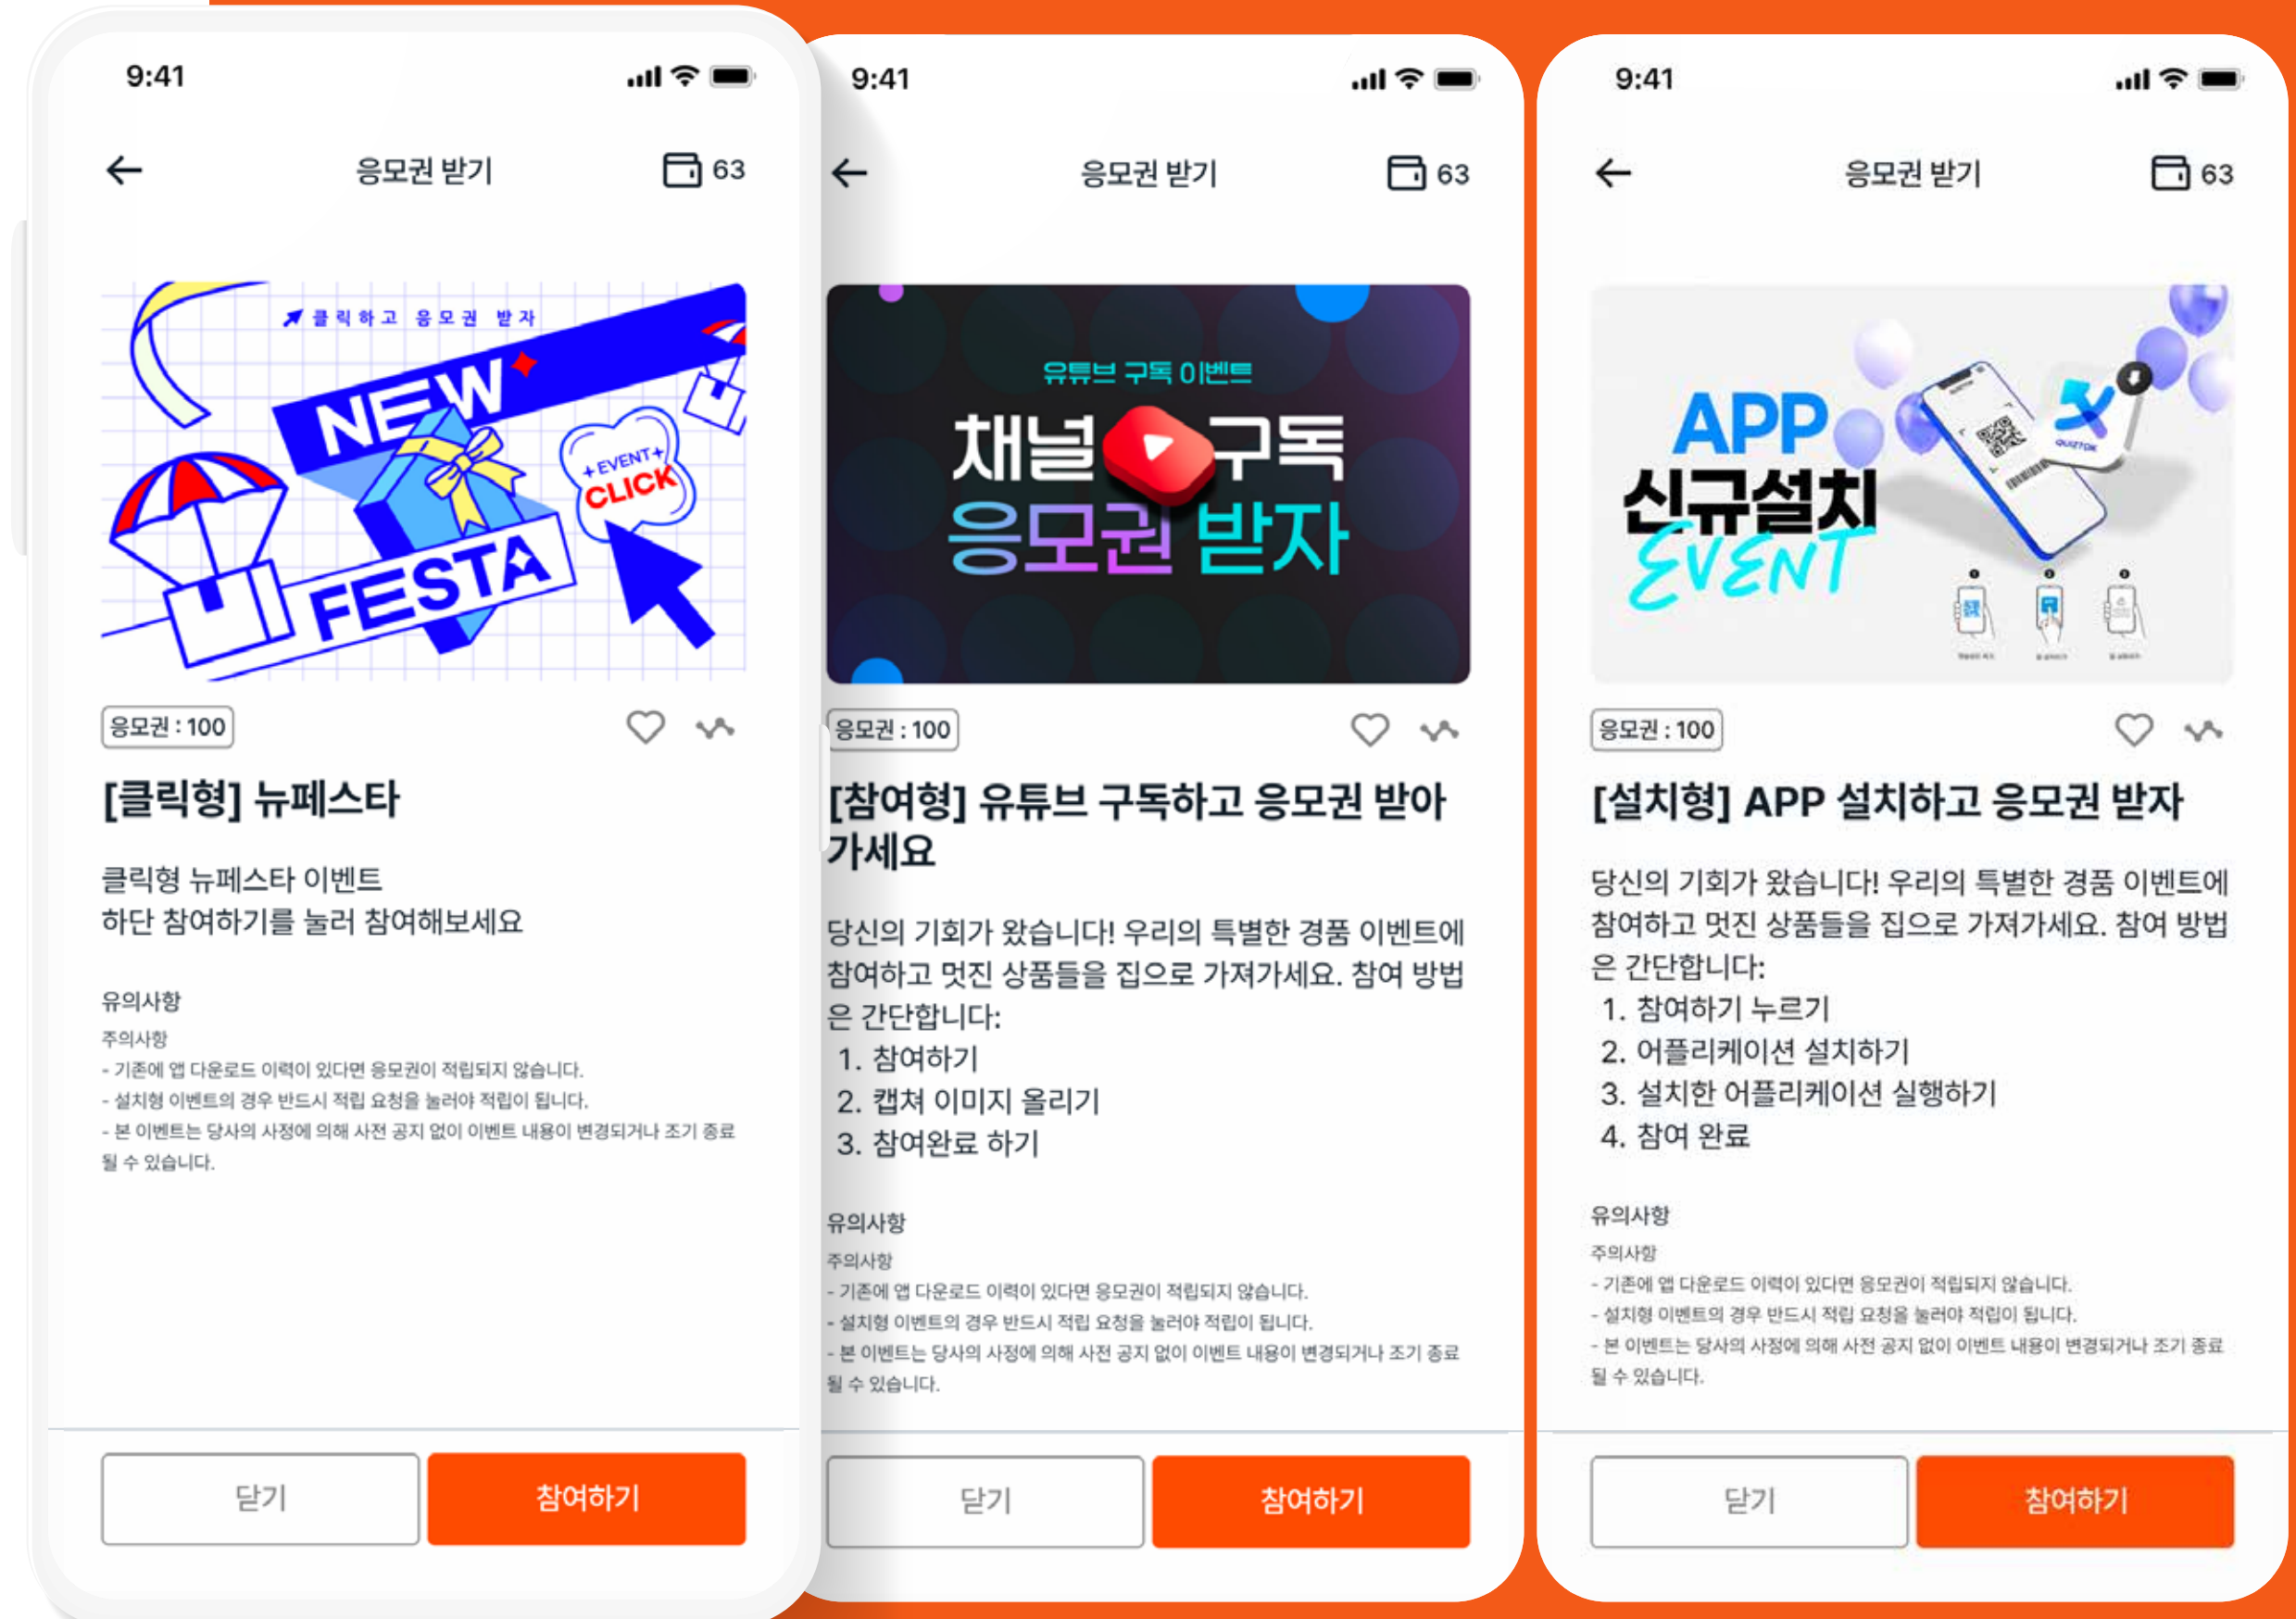 9:41
응모권 받기
63
클릭하고 응모권 받자
NEW
+EVENT+
CLICK
FESTA
응모권 : 100
[클릭형] 뉴페스타
클릭형 뉴페스타 이벤트
하단 참여하기를 눌러 참여해보세요
유의사항
주의사항
- 기존에 앱 다운로드 이력이 있다면 응모권이 적립되지 않습니다.
- 설치형 이벤트의 경우 반드시 적립 요청을 눌러야 적립이 됩니다.
- 본 이벤트는 당사의 사정에 의해 사전 공지 없이 이벤트 내용이 변경되거나 조기 종료
될 수 있습니다.
닫기
참여하기
9:41
응모권 받기
63
유튜브 구독 이벤트
채널 구독
응모권 받자
응모권 : 100
[참여형] 유튜브 구독하고 응모권 받아
가세요
당신의 기회가 왔습니다! 우리의 특별한 경품 이벤트에
참여하고 멋진 상품들을 집으로 가져가세요. 참여 방법
은 간단합니다:
1. 참여하기
2. 캡쳐 이미지 올리기
3. 참여완료 하기
유의사항
주의사항
- 기존에 앱 다운로드 이력이 있다면 응모권이 적립되지 않습니다.
- 설치형 이벤트의 경우 반드시 적립 요청을 눌러야 적립이 됩니다.
- 본 이벤트는 당사의 사정에 의해 사전 공지 없이 이벤트 내용이 변경되거나 조기 종료
될 수 있습니다.
닫기
참여하기
9:41
응모권 받기
63
APP
신규설치
EVENT
QUIZTOK
응모권 : 100
[설치형] APP 설치하고 응모권 받자
당신의 기회가 왔습니다! 우리의 특별한 경품 이벤트에
참여하고 멋진 상품들을 집으로 가져가세요. 참여 방법
은 간단합니다:
1. 참여하기 누르기
2. 어플리케이션 설치하기
3. 설치한 어플리케이션 실행하기
4. 참여 완료
유의사항
주의사항
- 기존에 앱 다운로드 이력이 있다면 응모권이 적립되지 않습니다.
- 설치형 이벤트의 경우 반드시 적립 요청을 눌러야 적립이 됩니다.
- 본 이벤트는 당사의 사정에 의해 사전 공지 없이 이벤트 내용이 변경되거나 조기 종료
될 수 있습니다.
닫기
참여하기